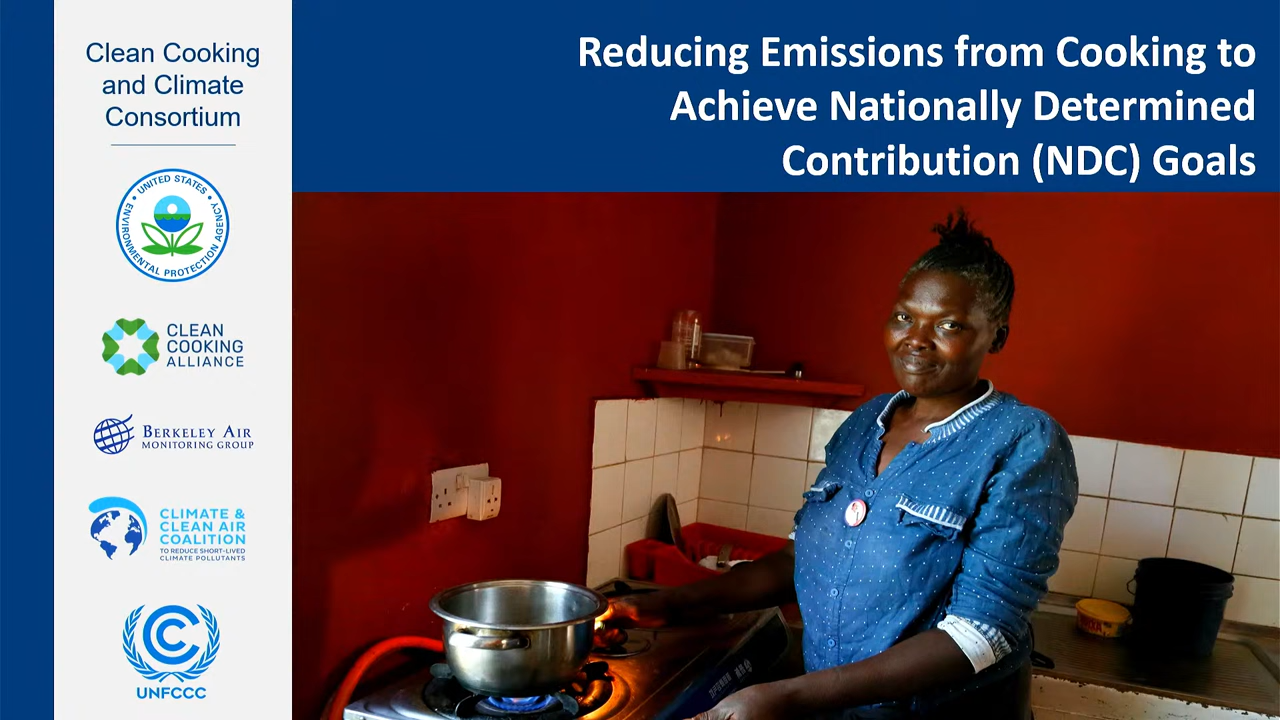 Clean Cooking
and Climate
Consortium
UNITED STATES
ENVIRONMENTAL PROTECTION AGENCY
CLEAN
COOKING
ALLIANCE
BERKELEY AIR
MONITORING GROUP
CLIMATE &
CLEAN AIR
COALITION
TO REDUCE SHORT-LIVED
CLIMATE POLLUTANTS
UNFCCC
Reducing Emissions from Cooking to
Achieve Nationally Determined
Contribution (NDC) Goals